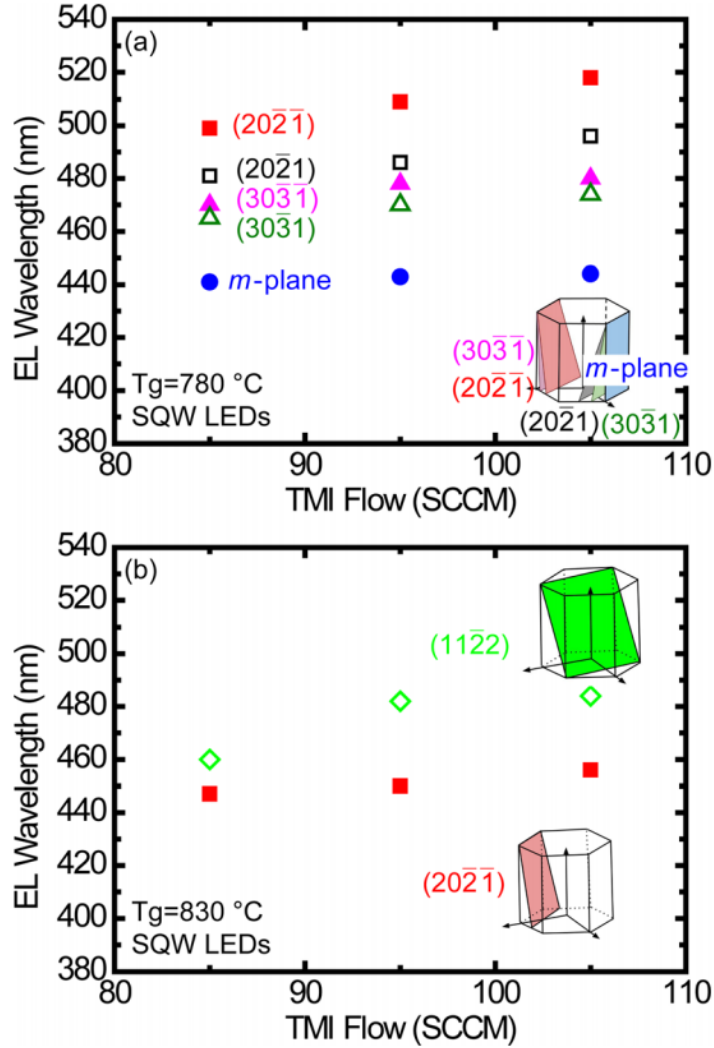 (a)
540
520
500
480
460
440
420
400
380
EL Wavelength (nm)
(202̅1̅)
(202̅1)
(303̅1̅)
(303̅1)
m-plane
(303̅1̅)
m-plane
(202̅1̅)
(202̅1)
(303̅1)
Tg=780 °C
SQW LEDs
80 90 100 110
TMI Flow (SCCM)
(b)
540
520
500
480
460
440
420
400
380
EL Wavelength (nm)
(112̅2)
(202̅1̅)
Tg=830 °C
SQW LEDs
80 90 100 110
TMI Flow (SCCM)